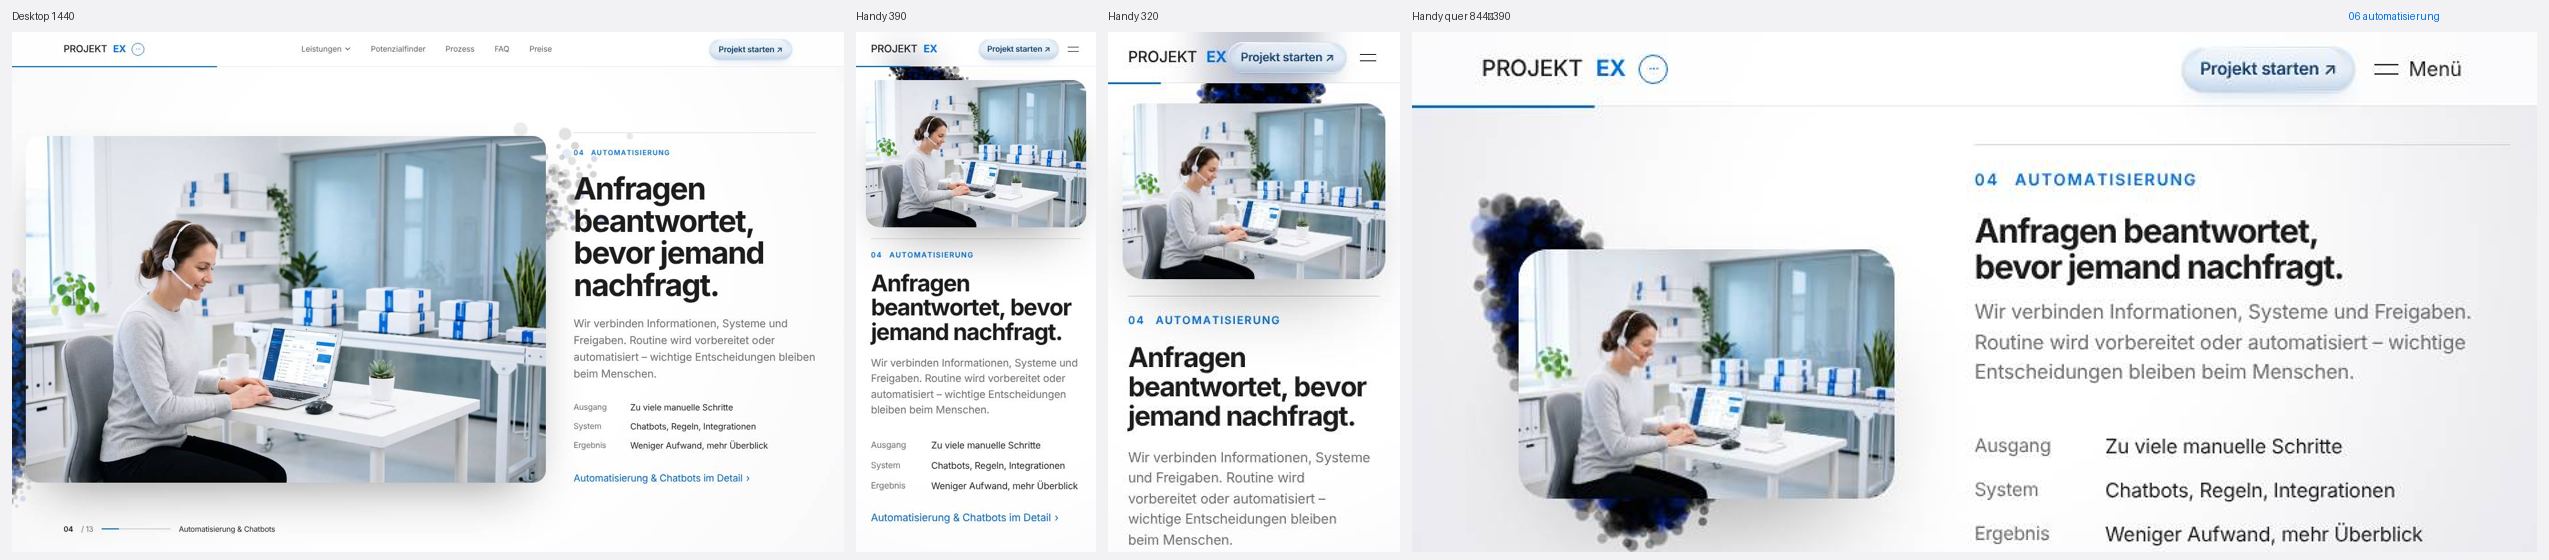 Desktop 1440
PROJEKT EX
Leistungen
Potenzialfinder
Prozess
FAQ
Preise
Projekt starten ↗
04 AUTOMATISIERUNG
Anfragen
beantwortet,
bevor jemand
nachfragt.
Wir verbinden Informationen, Systeme und
Freigaben. Routine wird vorbereitet oder
automatisiert – wichtige Entscheidungen bleiben
beim Menschen.
Ausgang Zu viele manuelle Schritte
System Chatbots, Regeln, Integrationen
Ergebnis Weniger Aufwand, mehr Überblick
Automatisierung & Chatbots im Detail ›
04 / 13 Automatisierung & Chatbots
Handy 390
PROJEKT EX
Projekt starten ↗
04 AUTOMATISIERUNG
Anfragen
beantwortet, bevor
jemand nachfragt.
Wir verbinden Informationen, Systeme und
Freigaben. Routine wird vorbereitet oder
automatisiert – wichtige Entscheidungen
bleiben beim Menschen.
Ausgang Zu viele manuelle Schritte
System Chatbots, Regeln, Integrationen
Ergebnis Weniger Aufwand, mehr Überblick
Automatisierung & Chatbots im Detail ›
Handy 320
PROJEKT EX
Projekt starten ↗
04 AUTOMATISIERUNG
Anfragen
beantwortet, bevor
jemand nachfragt.
Wir verbinden Informationen, Systeme
und Freigaben. Routine wird
vorbereitet oder automatisiert –
wichtige Entscheidungen bleiben
beim Menschen.
Handy quer 844 390
06 automatisierung
PROJEKT EX
Projekt starten ↗
Menü
04 AUTOMATISIERUNG
Anfragen beantwortet,
bevor jemand nachfragt.
Wir verbinden Informationen, Systeme und Freigaben.
Routine wird vorbereitet oder automatisiert – wichtige
Entscheidungen bleiben beim Menschen.
Ausgang Zu viele manuelle Schritte
System Chatbots, Regeln, Integrationen
Ergebnis Weniger Aufwand, mehr Überblick